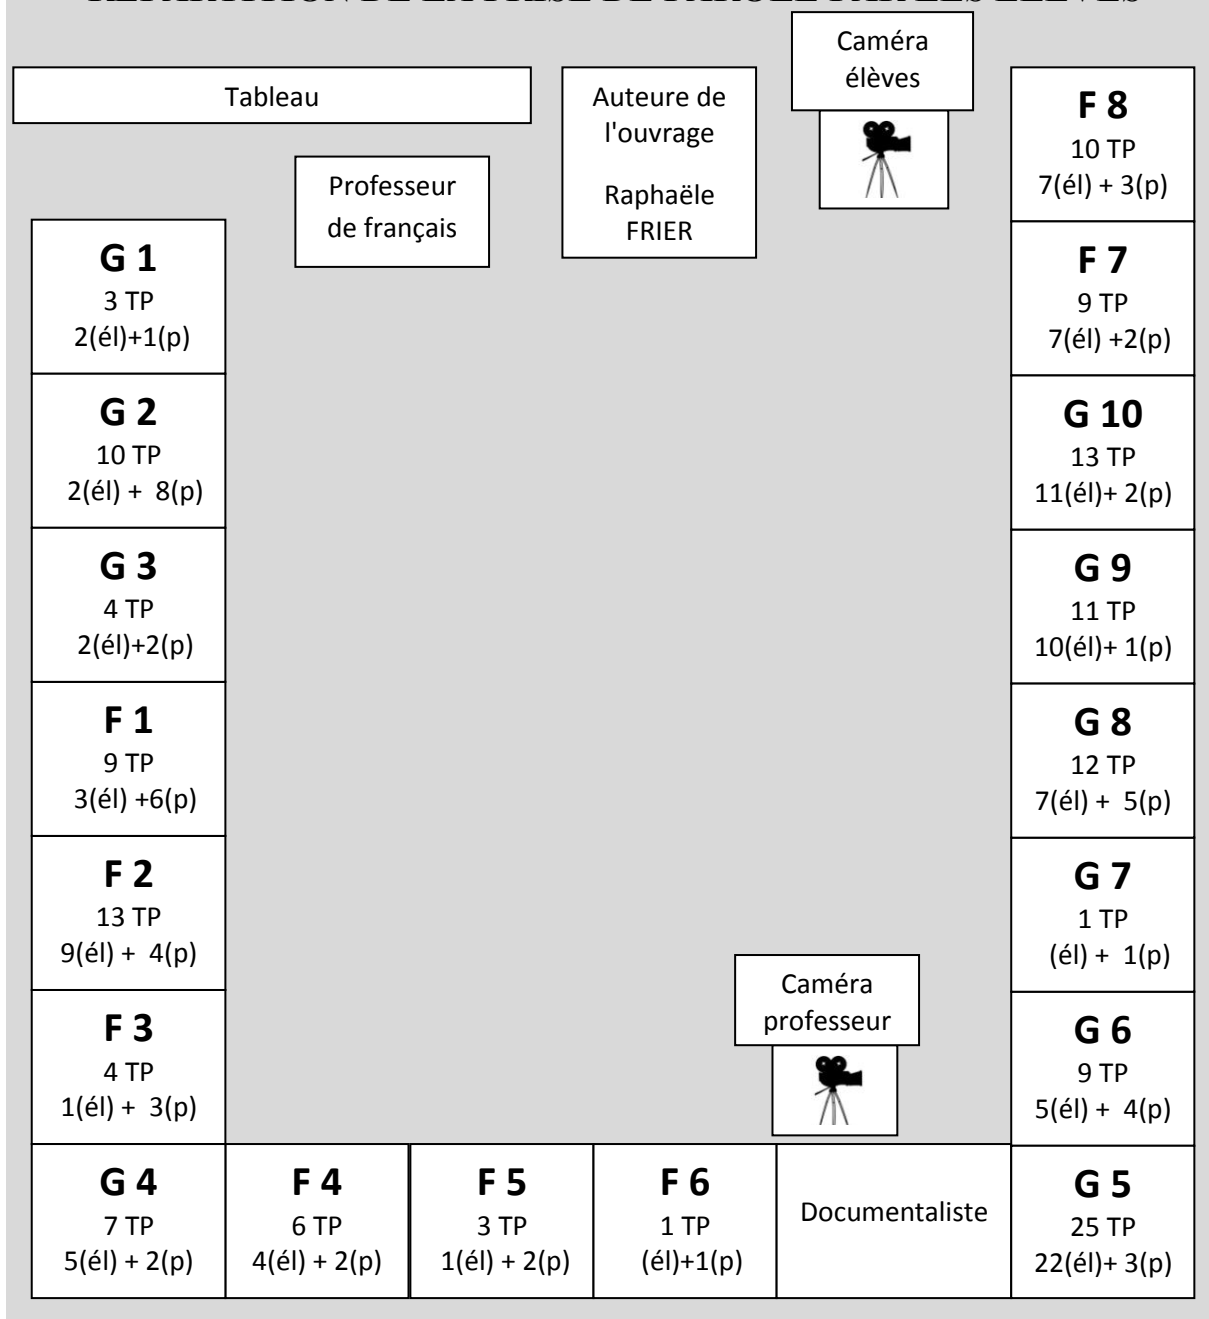 Caméra
élèves
Tableau
Auteure de
l'ouvrage
Raphaële
FRIER
Professeur
de français
G 1
3 TP
2(él)+1(p)
G 2
10 TP
2(él) + 8(p)
G 3
4 TP
2(él)+2(p)
F 1
9 TP
3(él) +6(p)
F 2
13 TP
9(él) + 4(p)
F 3
4 TP
1(él) + 3(p)
G 4
7 TP
5(él) + 2(p)
F 4
6 TP
4(él) + 2(p)
F 5
3 TP
1(él) + 2(p)
F 6
1 TP
(él)+1(p)
Documentaliste
Caméra
professeur
F 8
10 TP
7(él) + 3(p)
F 7
9 TP
7(él) +2(p)
G 10
13 TP
11(él)+ 2(p)
G 9
11 TP
10(él)+ 1(p)
G 8
12 TP
7(él) + 5(p)
G 7
1 TP
(él) + 1(p)
G 6
9 TP
5(él) + 4(p)
G 5
25 TP
22(él)+ 3(p)